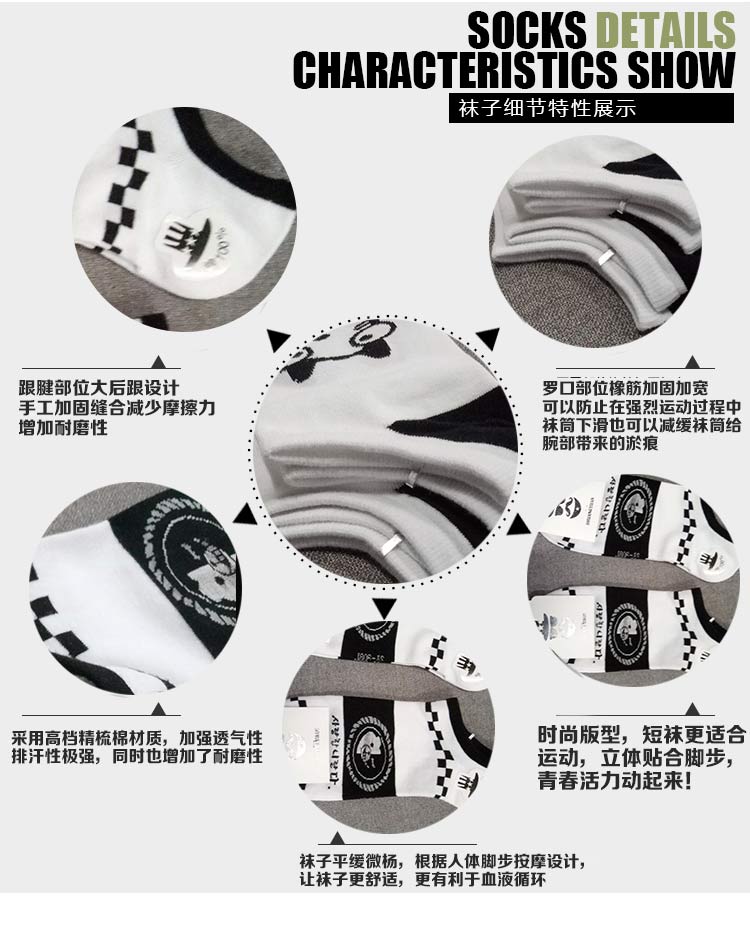 SOCKS DETAILS
CHARACTERISTICS SHOW
袜子细节特性展示
跟腱部位大后跟设计
手工加固缝合减少摩擦力
增加耐磨性
罗口部位橡筋加固加宽
可以防止在强烈运动过程中
袜筒下滑也可以减缓袜筒给
腕部带来的淤痕
采用高档精梳棉材质，加强透气性
排汗性极强，同时也增加了耐磨性
时尚版型，短袜更适合
运动，立体贴合脚步，
青春活力动起来！
袜子平缓微杨，根据人体脚步按摩设计，
让袜子更舒适，更有利于血液循环